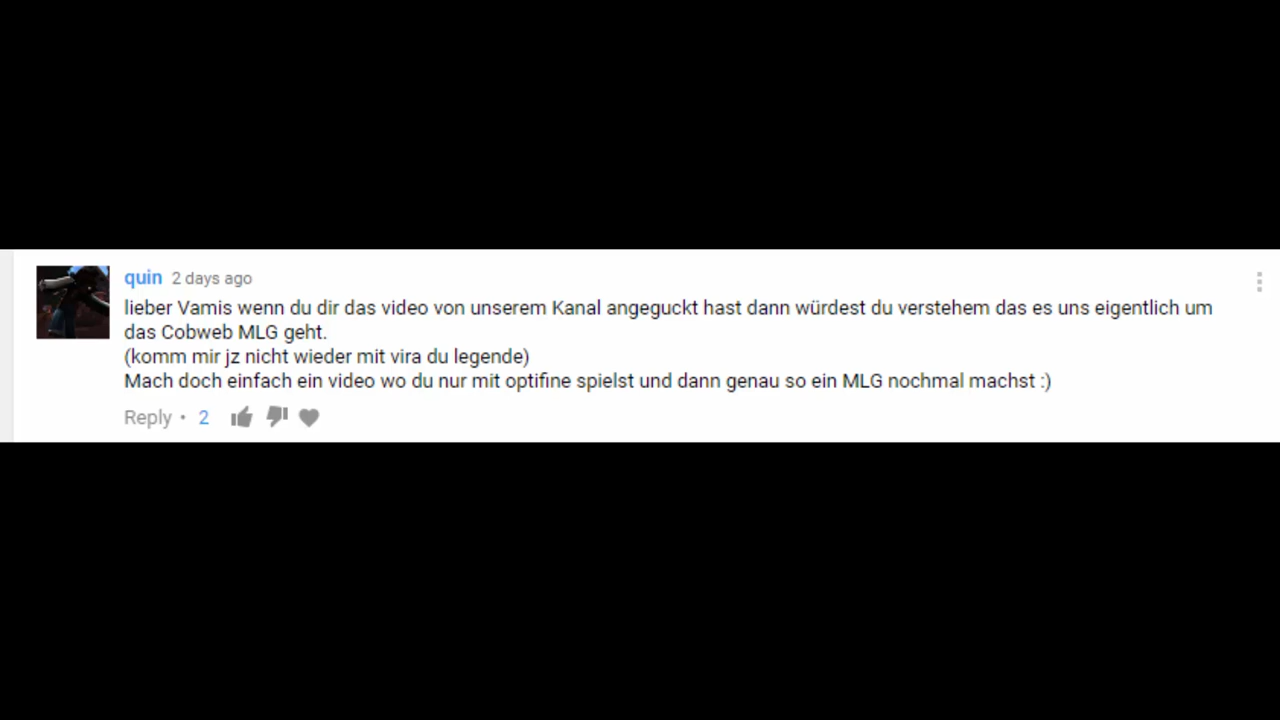 quin 2 days ago
lieber Vamis wenn du dir das video von unserem Kanal angeguckt hast dann würdest du verstehem das es uns eigentlich um
das Cobweb MLG geht.
(komm mir jz nicht wieder mit vira du legende)
Mach doch einfach ein video wo du nur mit optifine spielst und dann genau so ein MLG nochmal machst :)
Reply • 2